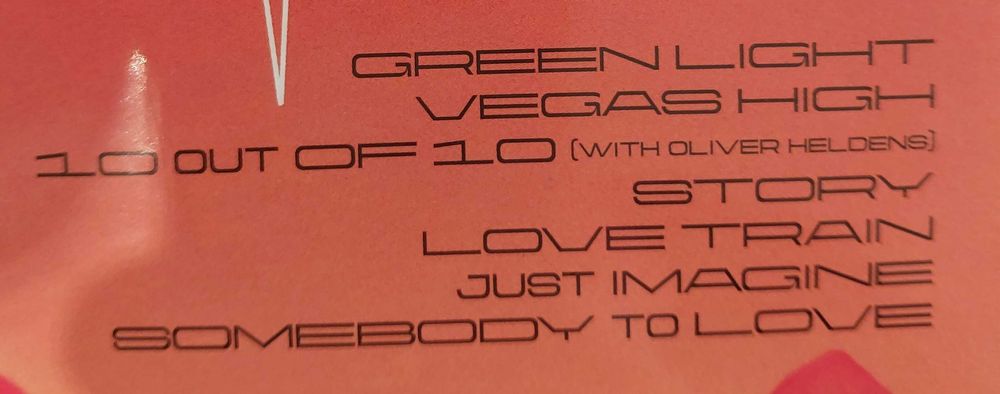 GREEN LIGHT
VEGAS HIGH
10 OUT OF 10 (WITH OLIVER HELDENS)
STORY
LOVE TRAIN
JUST IMAGINE
SOMEBODY TO LOVE